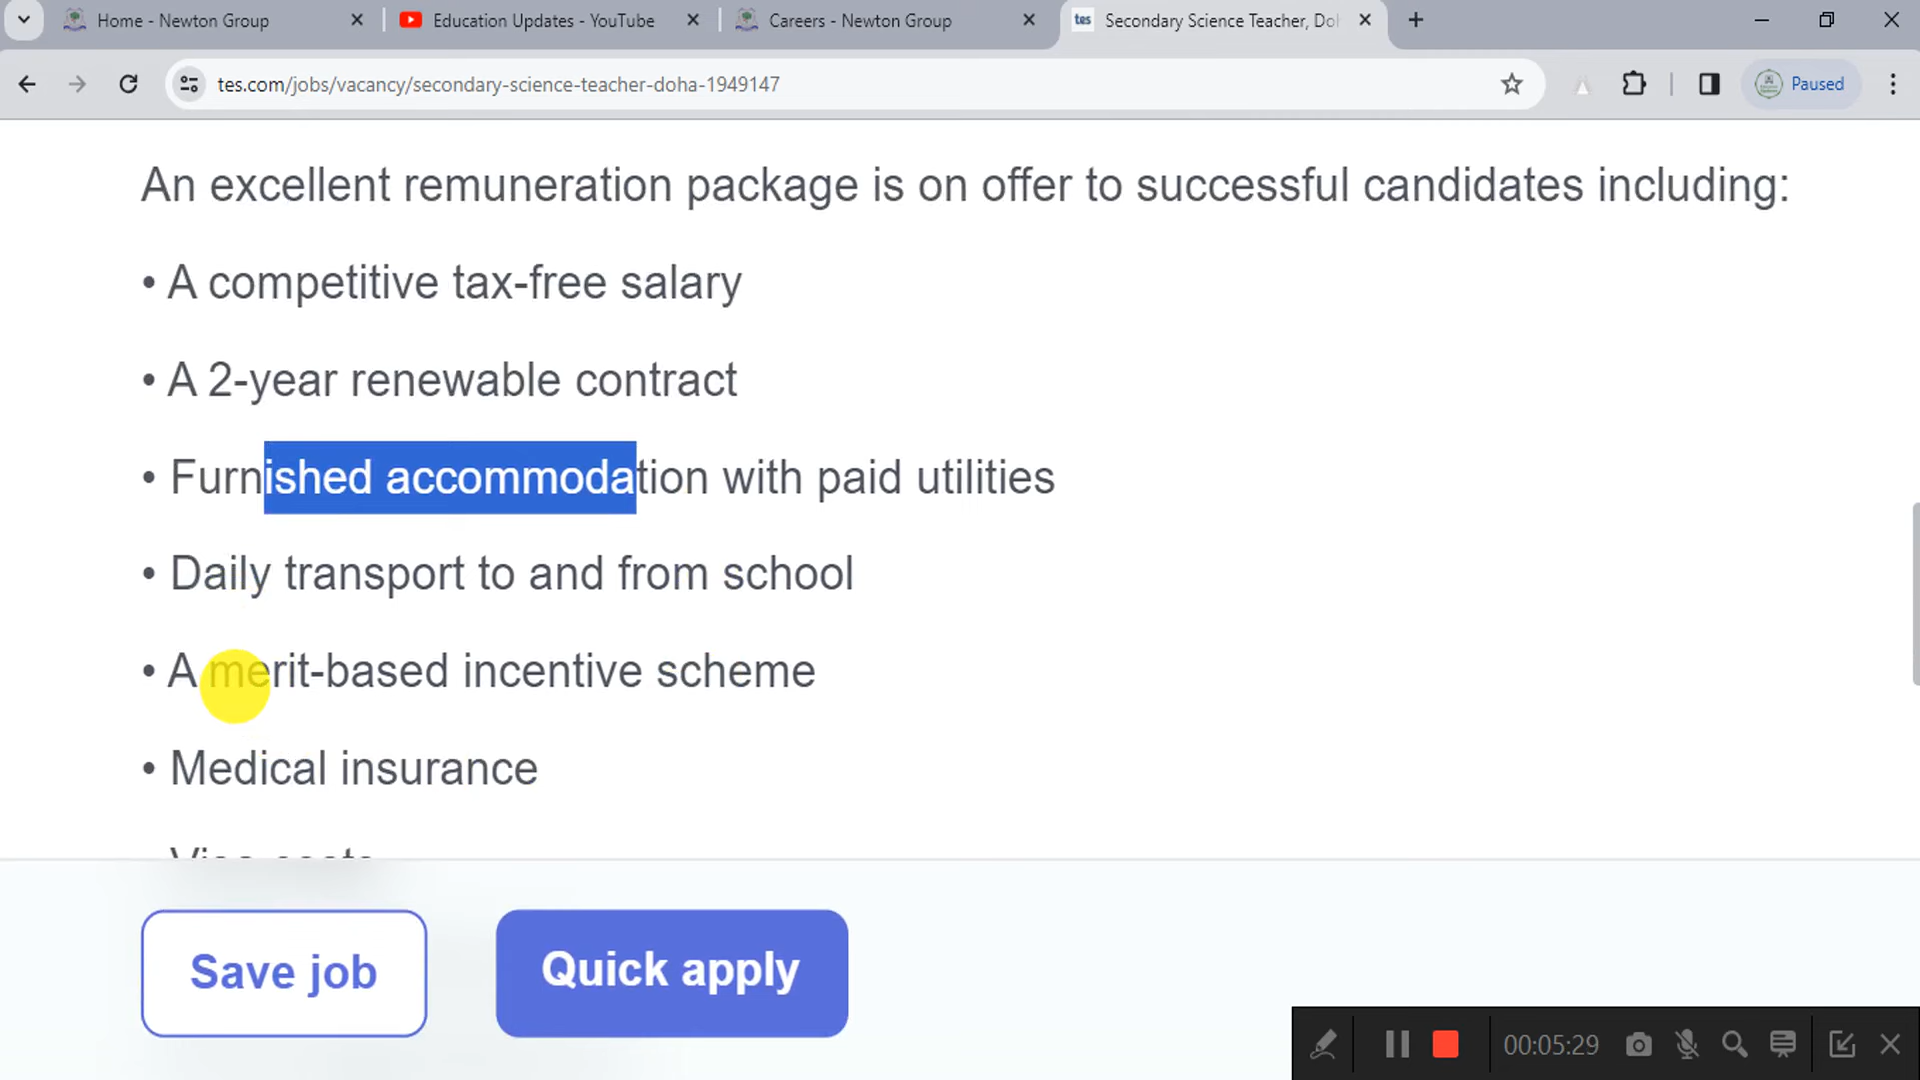 Home - Newton Group
Education Updates - YouTube
Careers - Newton Group
tes
Secondary Science Teacher, Do
tes.com/jobs/vacancy/secondary-science-teacher-doha-1949147
Paused
An excellent remuneration package is on offer to successful candidates including:
• A competitive tax-free salary
• A 2-year renewable contract
• Furnished accommodation with paid utilities
• Daily transport to and from school
• A merit-based incentive scheme
• Medical insurance
• Visa costs
Save job
Quick apply
00:05:29